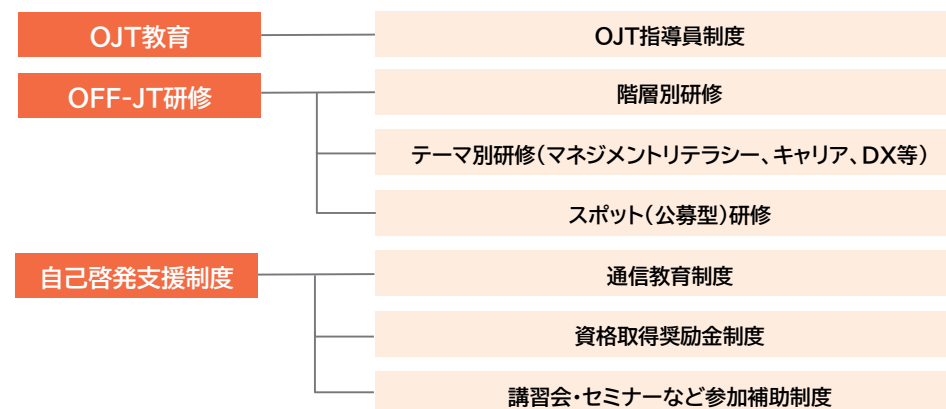 OJT教育
OJT指導員制度
OFF-JT研修
階層別研修
テーマ別研修(マネジメントリテラシー、キャリア、DX等)
スポット(公募型)研修
自己啓発支援制度
通信教育制度
資格取得奨励金制度
講習会・セミナーなど参加補助制度